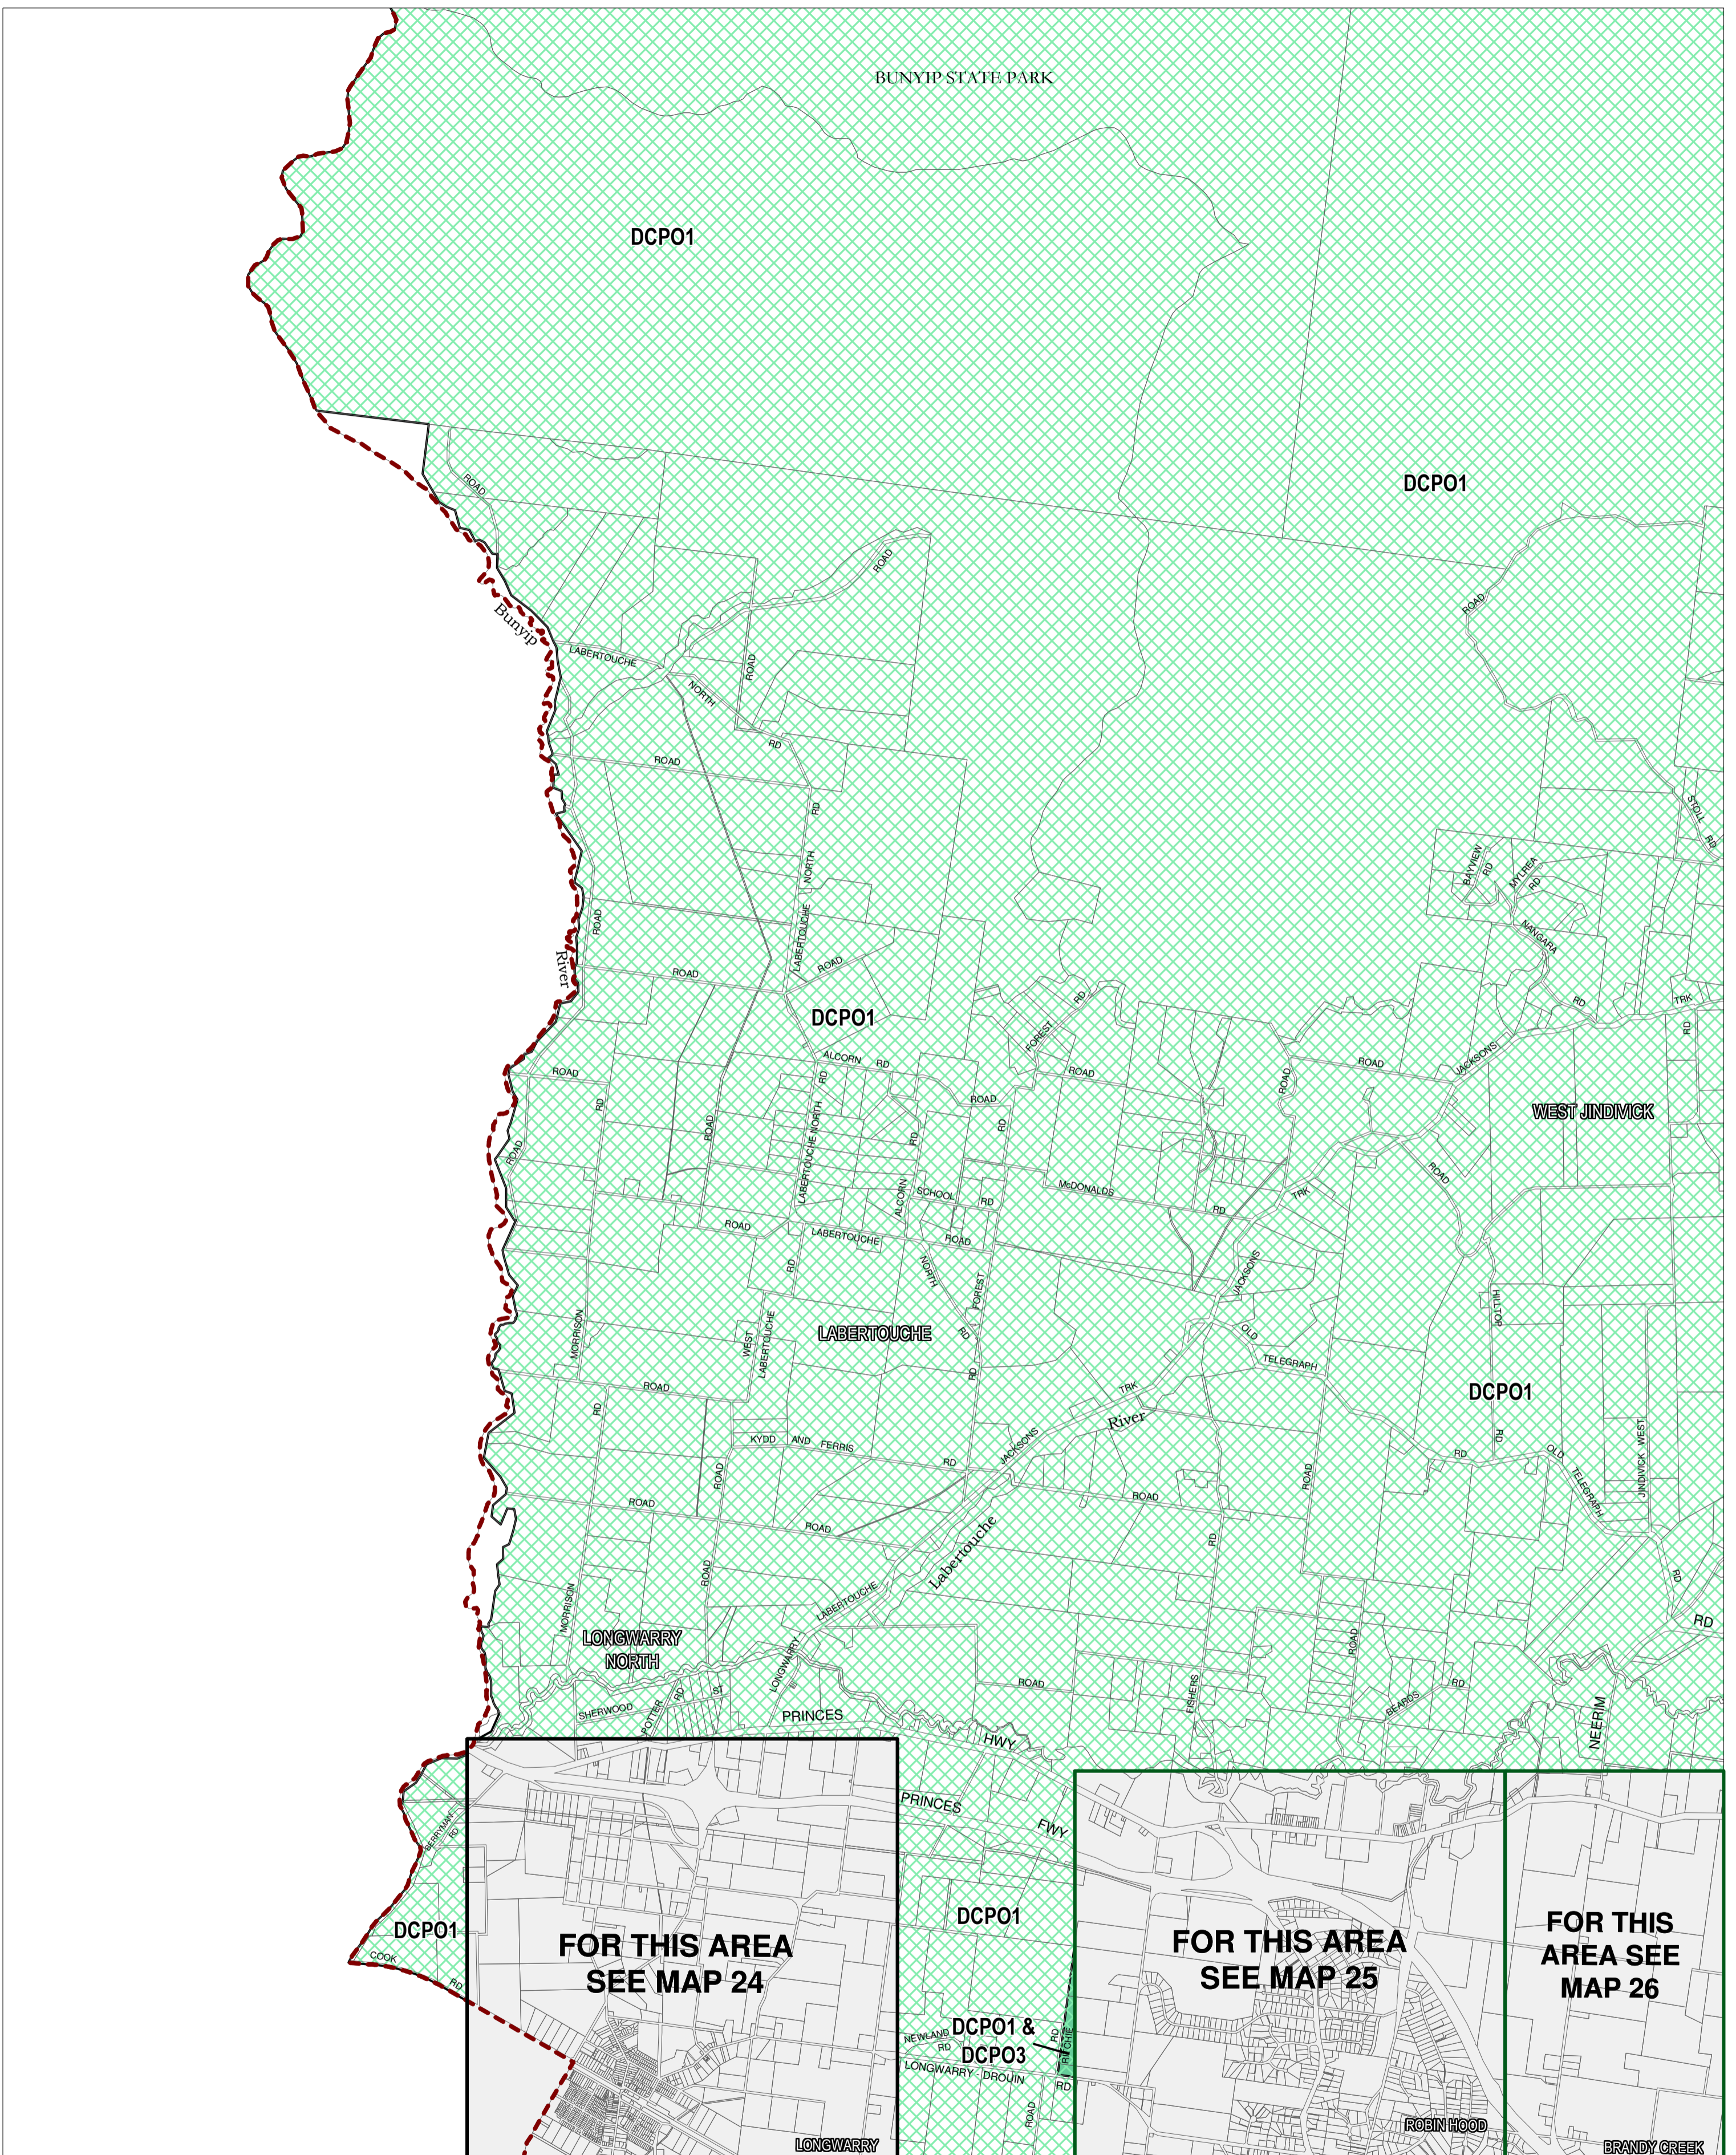 BUNYIP STATE PARK
DCPO1
DCPO1
ROAD
ROAD
ROAD
Bunyip
LABERTOUCHE
ROAD
NORTH
RD
ROAD
RD
STOLL
RD
NORTH
BAYVIEW
RD
MYLREA
RD
ROAD
LABERTOUCHE
NANGARA
River
ROAD
ROAD
RD
RD
TRK
RD
DCPO1
FOREST
JACKSONS
ALCORN RD
ROAD
ROAD
RD
ROAD
ROAD
ROAD
RD
WEST JINDIVICK
ROAD
LABERTOUCHE NORTH
RD
RD
ROAD
ROAD
McDONALDS
RD
TRK
ALCORN
SCHOOL RD
ROAD
LABERTOUCHE
ROAD
RD
NORTH
RD
FOREST
RD
JACKSONS
HILLTOP
RD
MORRISON
WEST
LABERTOUCHE
LABERTOUCHE
OLD
TELEGRAPH
ROAD
TRK
DCPO1
RD
River
KYDD AND FERRIS
RD
JACKSONS
ROAD
RD
OLD
TELEGRAPH
JINDIVICK WEST
ROAD
ROAD
ROAD
ROAD
RD
Labertouche
ROAD
RD
MORRISON
LABERTOUCHE
RD
LONGWARRY
NORTH
LONGWARRY
ROAD
ROAD
FISHERS
BEARDS
RD
NEERIM
SHERWOOD
POTTER
RD
ST
PRINCES
HWY
PRINCES
FWY
BERRYMAN
RD
DCPO1
COOK
RD
FOR THIS AREA
SEE MAP 24
DCPO1
FOR THIS AREA
SEE MAP 25
FOR THIS
AREA SEE
MAP 26
DCPO1 &
DCPO3
RD
RITCHIE
NEWLAND
RD
LONGWARRY - DROUIN
RD
ROAD
LONGWARRY
ROBIN HOOD
BRANDY CREEK